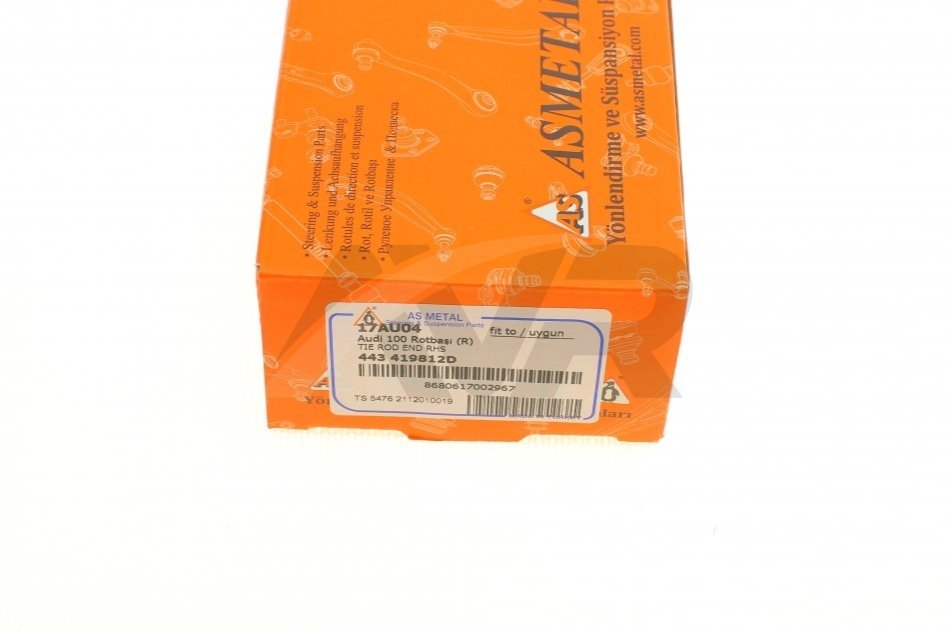 ASMETAL
Yönlendirme ve Süspansiyon
www.asmetal.com
AS
®
• Steering & Suspension Parts
• Lenkung und Achsaufhangung
• Rotules de direction et suspension
• Rot, Rotil ve Rotbaşı
• Рулевое Управление & Подвеска
AS METAL
Steering & Suspension Parts
17AU04
fit to / uygun
Audi 100 Rotbaşı (R)
TIE ROD END RHS
443 419812D
8680617002967
TS 5476 2112010019
AVR